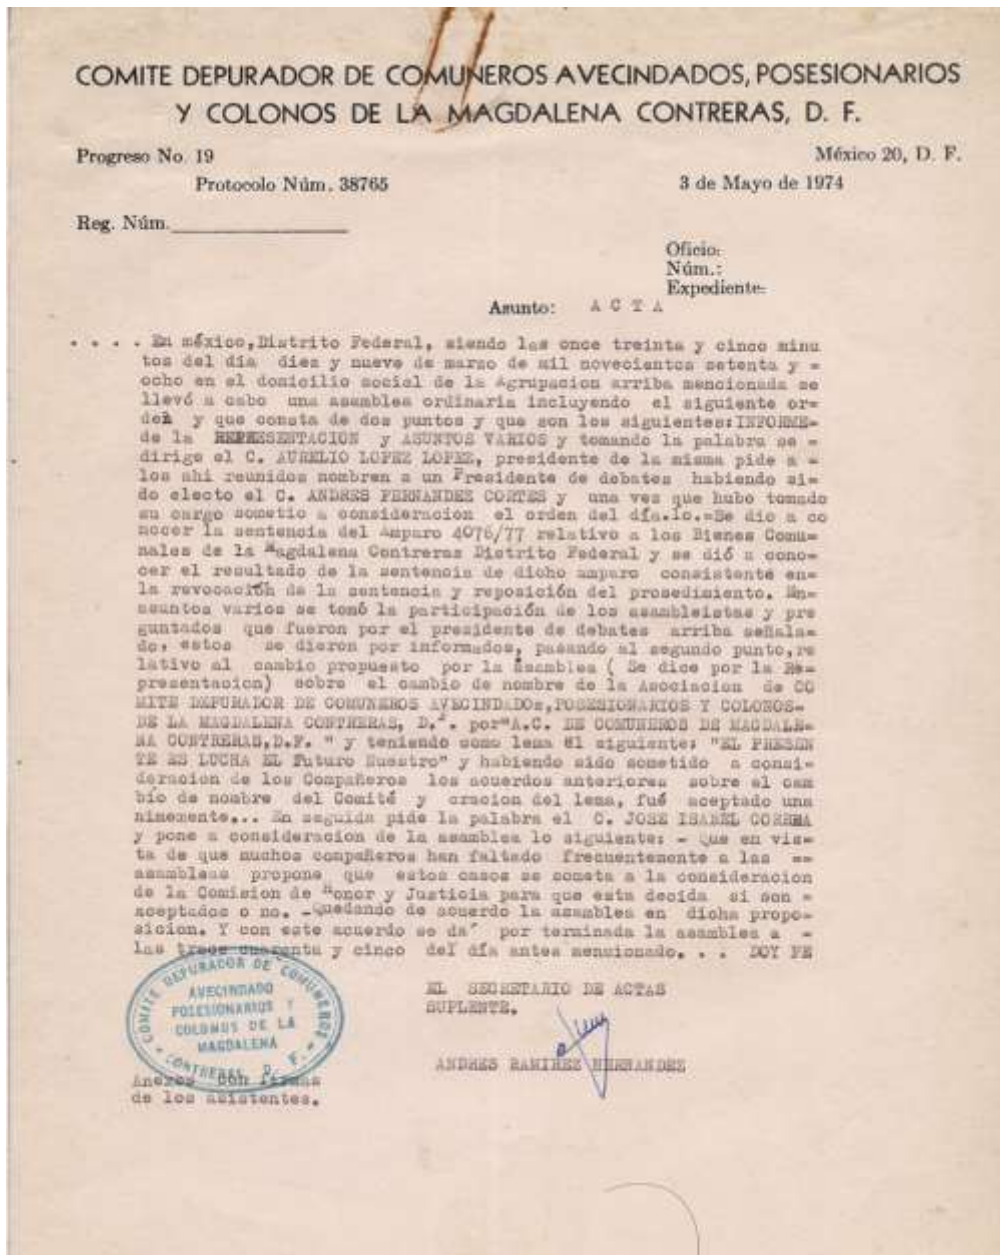 COMITE DEPURADOR DE COMUNEROS AVECINDADOS, POSESIONARIOS
Y COLONOS DE LA MAGDALENA CONTRERAS, D. F.
Progreso No. 19
México 20, D. F.
Protocolo Núm. 38765
3 de Mayo de 1974
Reg. Núm.
Oficio:
Núm.:
Expediente:
Asunto: A C T A
. . . . En méxico,Distrito Federal, siendo las once treinta y cinco minu
tos del día diez y nueve de marzo de mil novecientos setenta y =
ocho en el domicilio social de la Agrupacion arriba mencionada se
llevó a cabo una asamblea ordinaria incluyendo el siguiente or=
den y que consta de dos puntos y que son los siguientes:INFORME=
de la REPRESENTACION y ASUNTOS VARIOS y tomando la palabra se =
dirige el C. AURELIO LOPEZ LOPEZ, presidente de la misma pide a =
los ahi reunidos nombren a un Presidente de debates habiendo si=
do electo el C. ANDRES FERNANDEZ CORTES y una vez que hubo tomado
su cargo sometio a consideracion el orden del día.1o.=Se dio a co
nocer la sentencia del Amparo 4076/77 relativo a los Bienes Comu=
nales de la Magdalena Contreras Distrito Federal y se dió a cono=
cer el resultado de la sentencia de dicho amparo consistente en=
la revocación de la sentencia y reposición del prosedimiento. En=
asuntos varios se tomó la participación de los asambleistas y pre
guntados que fueron por el presidente de debates arriba señala=
do, estos se dieron por informados, pasando al segundo punto,re
lativo al cambio propuesto por la Asamblea ( Se dice por la Re=
presentacion) sobre el cambio de nombre de la Asociacion de CO
MITE DEPURADOR DE COMUNEROS AVECINDADOs,POSESIONARIOS Y COLONOS=
DE LA MAGDALENA CONTRERAS, D.F. por"A.C. DE COMUNEROS DE MAGDALE=
NA CONTRERAS,D.F. " y teniendo como lema él siguiente: "EL PRESEN
TE ES LUCHA EL Futuro Nuestro" y habiendo sido sometido a consi=
deracion de los Compañeros los acuerdos anteriores sobre el cam
bio de nombre del Comité y cracion del lema, fué aceptado una
nimemente... En seguida pide la palabra el C. JOSE ISABEL CORREA
y pone a consideracion de la asamblea lo siguiente: - Que en vis=
ta de que muchos compañeros han faltado frecuentemente a las ==
asambleas propone que estos casos se someta a la consideracion
de la Comision de Honor y Justicia para que esta decida si son =
aceptados o no. -Quedando de acuerdo la asamblea en dicha propo=
sicion. Y con este acuerdo se da´ por terminada la asamblea a =
las trece cuarenta y cinco del día antes mencionado. . . DOY FE
COMITE DEPURADOR DE COMUNEROS
AVECINDADO
POSESIONARIOS Y
COLONOS DE LA
MAGDALENA
CONTRERAS, D. F.
EL SECRETARIO DE ACTAS
SUPLENTE.
ANDRES RAMIREZ HERNANDEZ
Anexos con firmas
de los asistentes.